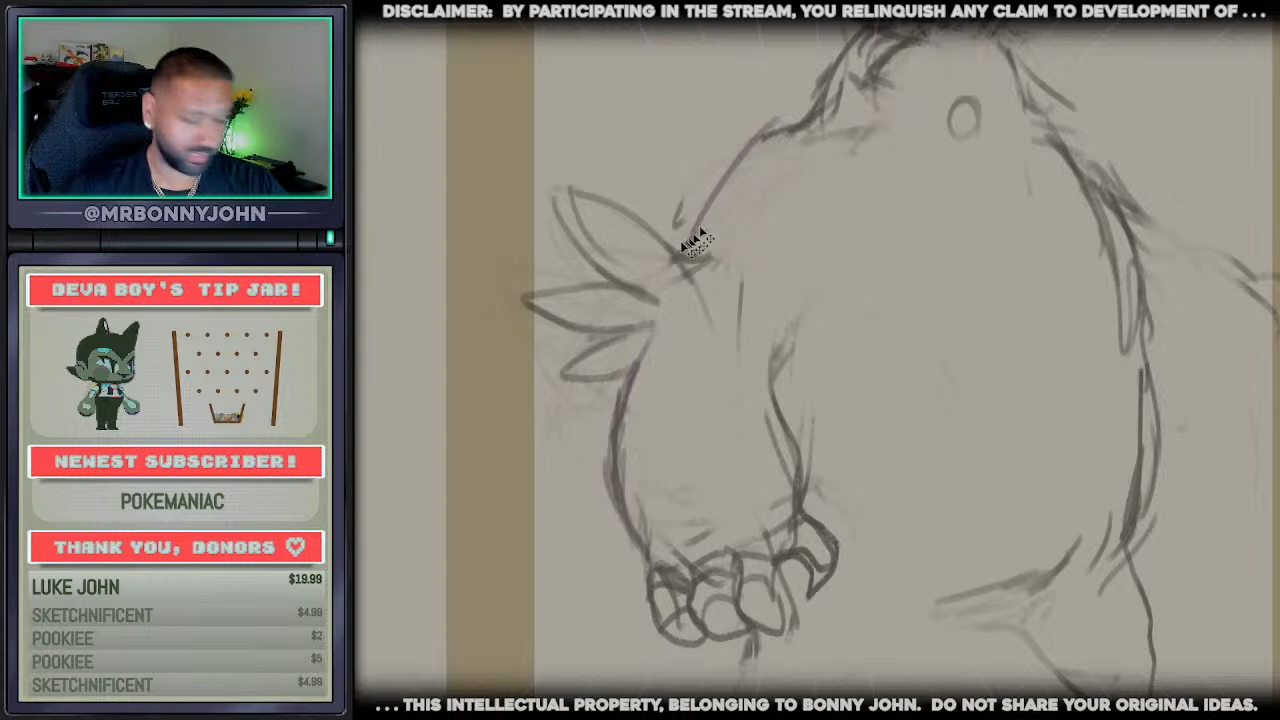 DISCLAIMER: BY PARTICIPATING IN THE STREAM, YOU RELINQUISH ANY CLAIM TO DEVELOPMENT OF . . .
@MRBONNYJOHN
DEVA BOY'S TIP JAR!
NEWEST SUBSCRIBER!
POKEMANIAC
THANK YOU, DONORS ♡
LUKE JOHN $19.99
SKETCHNIFICENT $4.99
POOKIEE $2
POOKIEE $5
SKETCHNIFICENT $4.99
. . . THIS INTELLECTUAL PROPERTY, BELONGING TO BONNY JOHN. DO NOT SHARE YOUR ORIGINAL IDEAS.